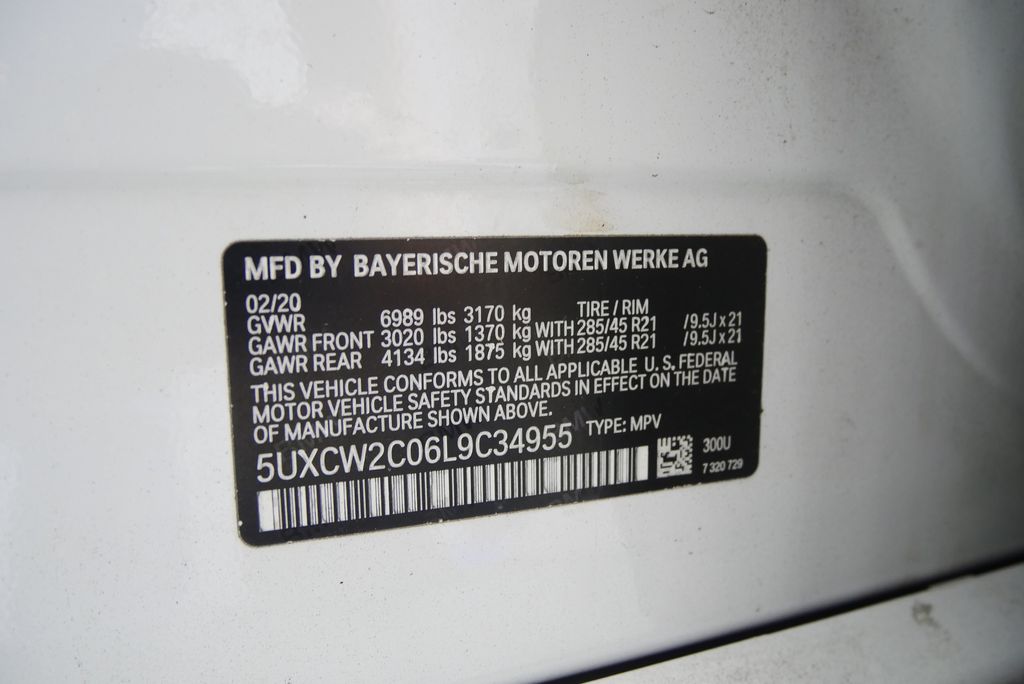 MFD BY BAYERISCHE MOTOREN WERKE AG
02/20 TIRE / RIM
GVWR 6989 lbs 3170 kg
GAWR FRONT 3020 lbs 1370 kg WITH 285/45 R21 /9.5J x 21
GAWR REAR 4134 lbs 1875 kg WITH 285/45 R21 /9.5J x 21
THIS VEHICLE CONFORMS TO ALL APPLICABLE U. S. FEDERAL
MOTOR VEHICLE SAFETY STANDARDS IN EFFECT ON THE DATE
OF MANUFACTURE SHOWN ABOVE.
5UXCW2C06L9C34955 TYPE: MPV
300U
7 320 729